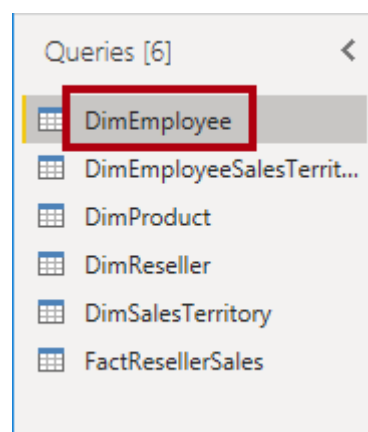 Queries [6]
DimEmployee
DimEmployeeSalesTerrit...
DimProduct
DimReseller
DimSalesTerritory
FactResellerSales